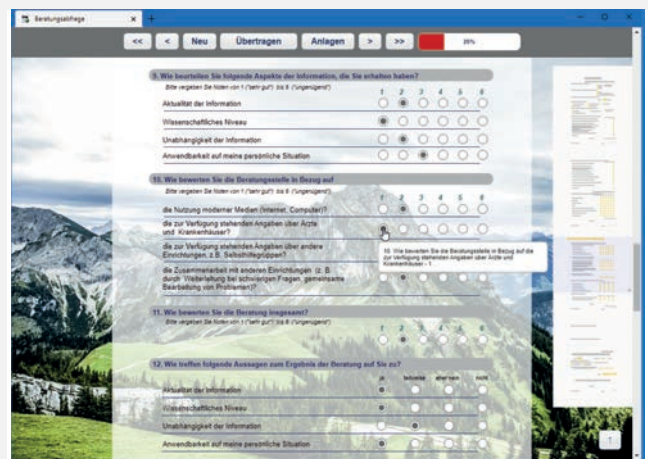 Beratungsabfrage × +
<< < Neu Übertragen Anlagen > >> 20%
9. Wie beurteilen Sie folgende Aspekte der Information, die Sie erhalten haben?
Bitte vergeben Sie Noten von 1 ("sehr gut") bis 6 ("ungenügend").
1 2 3 4 5 6
Aktualität der Information
Wissenschaftliches Niveau
Unabhängigkeit der Information
Anwendbarkeit auf meine persönliche Situation
10. Wie bewerten Sie die Beratungsstelle in Bezug auf
Bitte vergeben Sie Noten von 1 ("sehr gut") bis 6 ("ungenügend").
1 2 3 4 5 6
die Nutzung moderner Medien (Internet, Computer)?
die zur Verfügung stehenden Angaben über Ärzte
und Krankenhäuser?
die zur Verfügung stehenden Angaben über andere
Einrichtungen, z.B. Selbsthilfegruppen?
10. Wie bewerten Sie die Beratungsstelle in Bezug auf die
zur Verfügung stehenden Angaben über Ärzte und
Krankenhäuser - 1
die Zusammenarbeit mit anderen Einrichtungen (z. B.
durch Weiterleitung bei schwierigen Fragen, gemeinsame
Bearbeitung von Problemen)?
11. Wie bewerten Sie die Beratung insgesamt?
Bitte vergeben Sie Noten von 1 ("sehr gut") bis 6 ("ungenügend").
1 2 3 4 5 6
12. Wie treffen folgende Aussagen zum Ergebnis der Beratung auf Sie zu?
ja teilweise eher nein nicht
Aktualität der Information
Wissenschaftliches Niveau
Unabhängigkeit der Information
Anwendbarkeit auf meine persönliche Situation